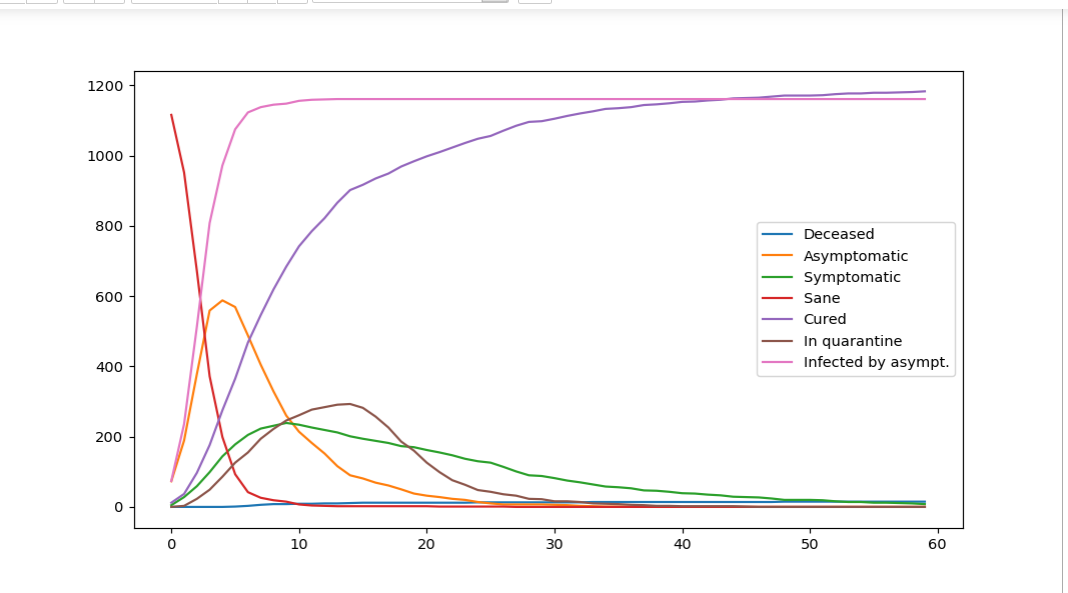 1200
1000
800
600
400
200
0
0 10 20 30 40 50 60
Deceased
Asymptomatic
Symptomatic
Sane
Cured
In quarantine
Infected by asympt.